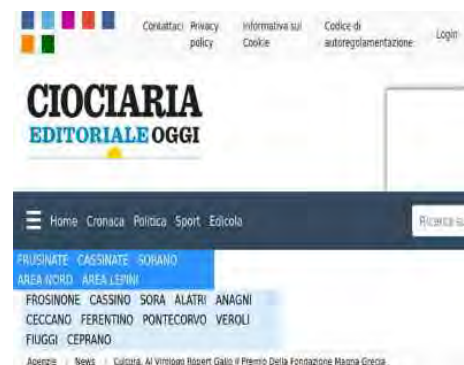 Contattaci Privacy policy Informativa sui Cookie Codice di autoregolamentazione Login
CIOCIARIA
EDITORIALE OGGI
Home Cronaca Politica Sport Edicola
Ricerca su
FRUSINATE CASSINATE SORANO
AREA NORD AREA LEPINI
FROSINONE CASSINO SORA ALATRI ANAGNI
CECCANO FERENTINO PONTECORVO VEROLI
FIUGGI CEPRANO
Agenzie / News / Cultura, Al Virologo Robert Gallo Il Premio Della Fondazione Magna Grecia